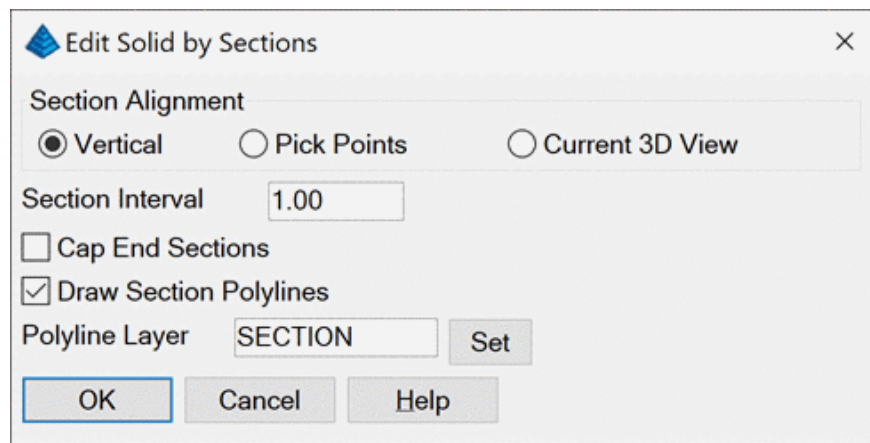 Edit Solid by Sections
Section Alignment
Vertical Pick Points Current 3D View
Section Interval 1.00
Cap End Sections
Draw Section Polylines
Polyline Layer SECTION Set
OK Cancel Help